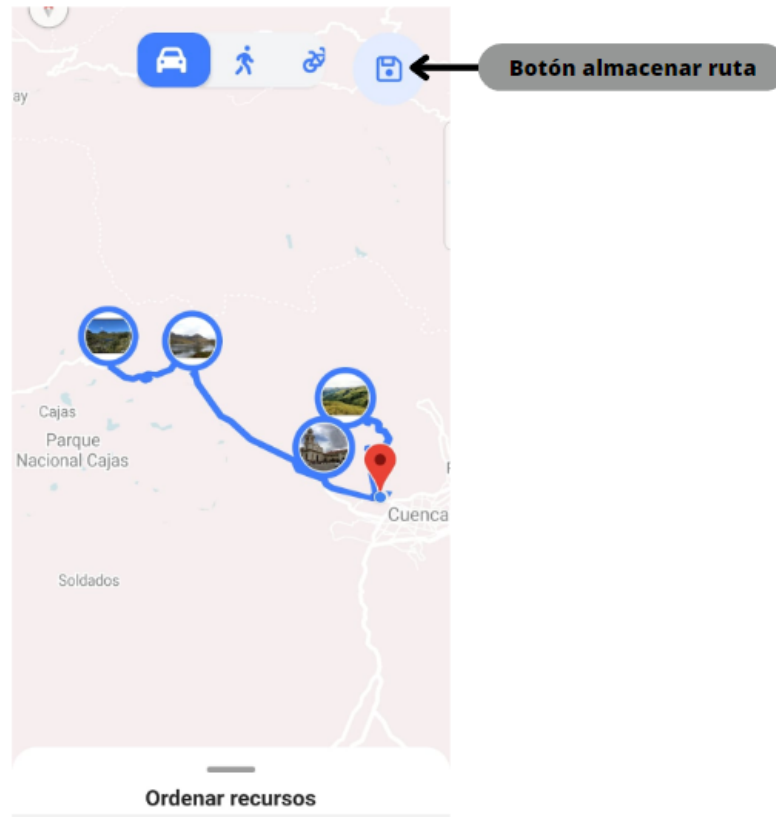 Botón almacenar ruta
ay
Cajas
Parque
Nacional Cajas
Cuenca
Soldados
Ordenar recursos